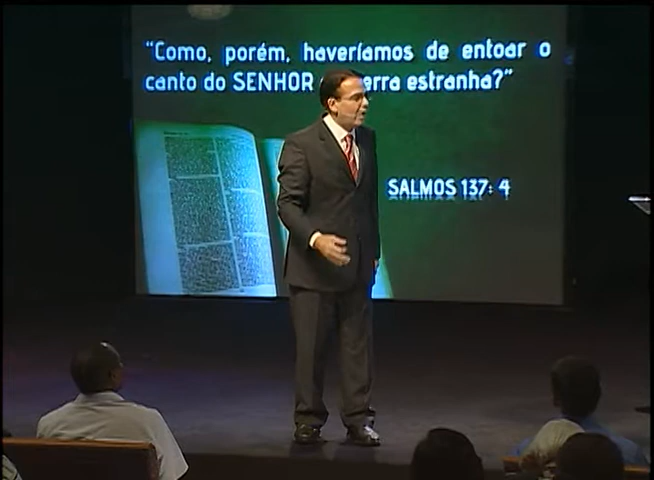 "Como, porém, haveríamos de entoar o
canto do SENHOR estranha?"
SALMOS 137: 4